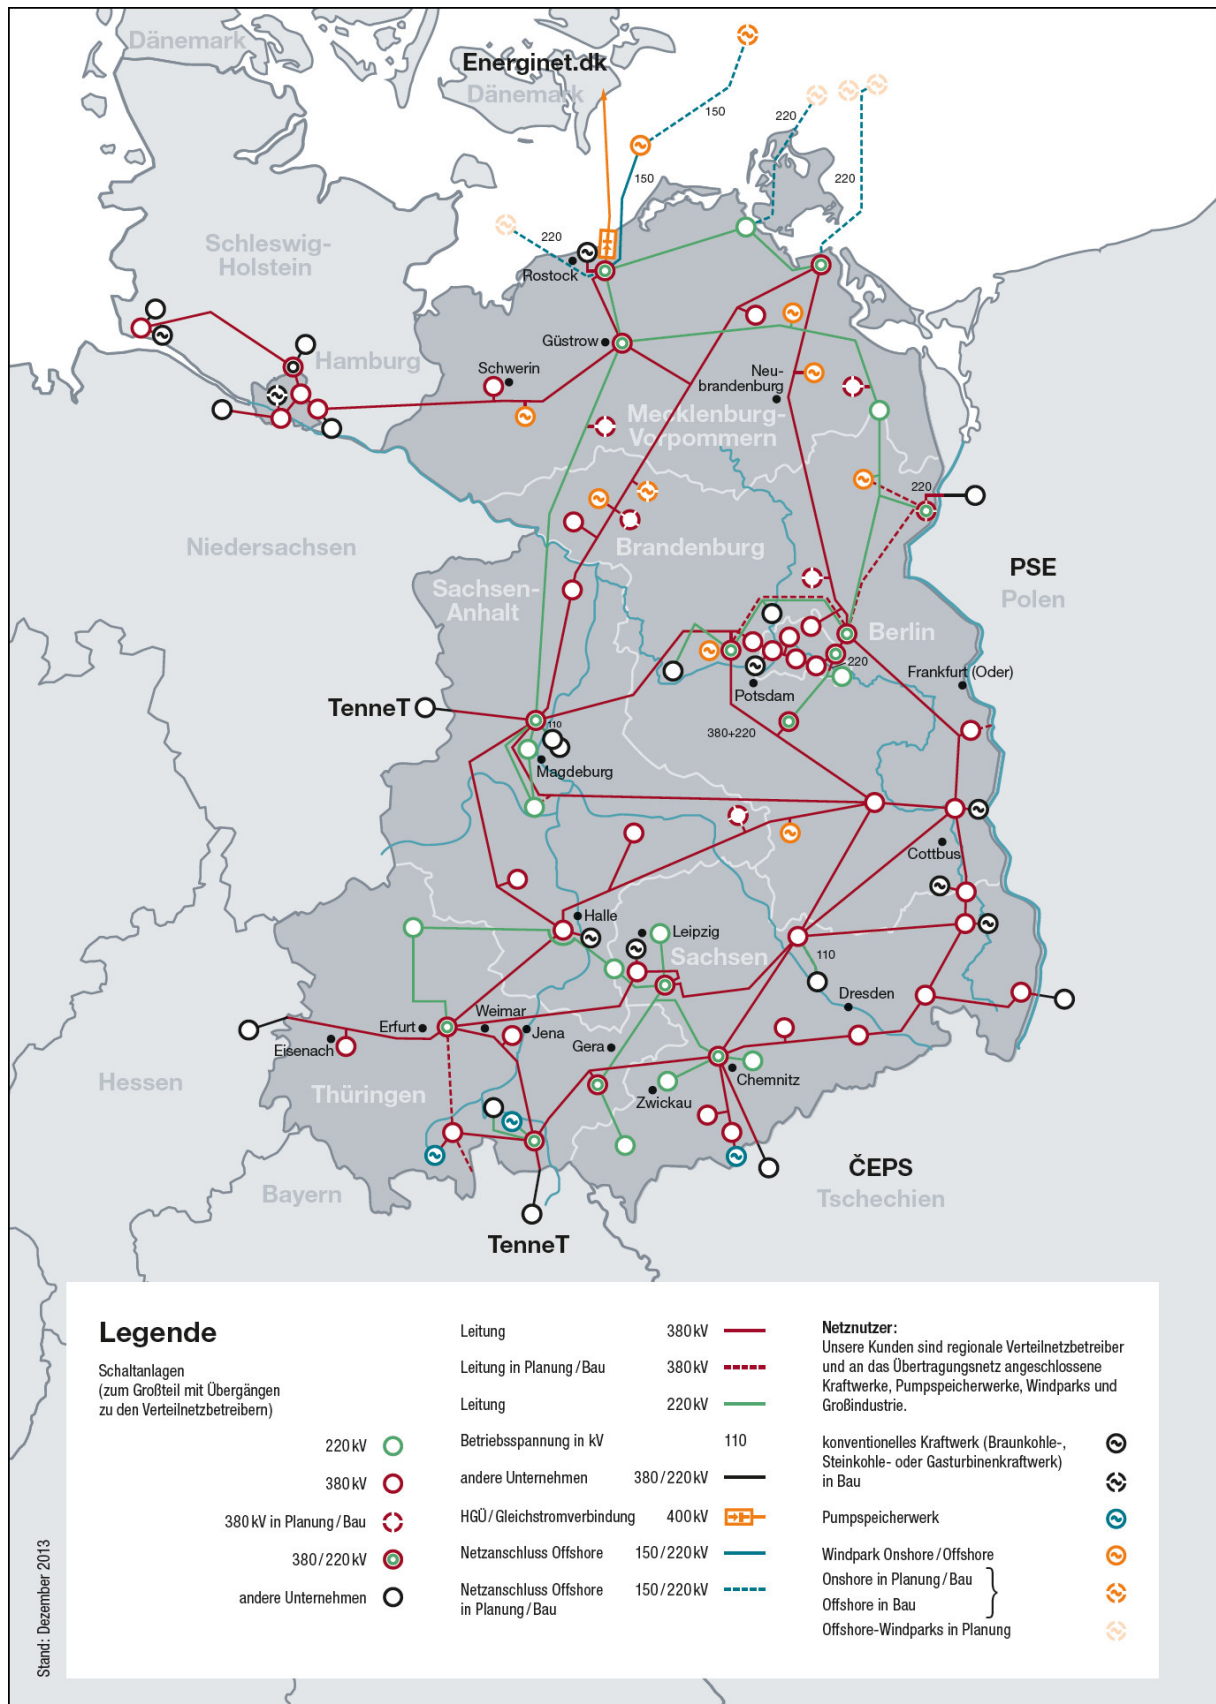 Dänemark
Energinet.dk
Dänemark
150
220
150
220
220
Schleswig-
Holstein
Rostock
Güstrow
Hamburg
Schwerin
Neu-
brandenburg
Mecklenburg-
Vorpommern
220
Niedersachsen
Brandenburg
PSE
Polen
Sachsen-
Anhalt
Berlin
220
Frankfurt (Oder)
Potsdam
TenneT
110
380+220
Magdeburg
Cottbus
Halle
Leipzig
Sachsen
110
Dresden
Weimar
Erfurt
Jena
Eisenach
Gera
Hessen
Chemnitz
Thüringen
Zwickau
ČEPS
Bayern
Tschechien
TenneT
Legende
Schaltanlagen
(zum Großteil mit Übergängen
zu den Verteilnetzbetreibern)
220 kV
380 kV
380 kV in Planung / Bau
380 / 220 kV
andere Unternehmen
Leitung 380 kV
Leitung in Planung / Bau 380 kV
Leitung 220 kV
Betriebsspannung in kV 110
andere Unternehmen 380 / 220 kV
HGÜ / Gleichstromverbindung 400 kV
Netzanschluss Offshore 150 / 220 kV
Netzanschluss Offshore 150 / 220 kV
in Planung / Bau
Netznutzer:
Unsere Kunden sind regionale Verteilnetzbetreiber
und an das Übertragungsnetz angeschlossene
Kraftwerke, Pumpspeicherwerke, Windparks und
Großindustrie.
konventionelles Kraftwerk (Braunkohle-,
Steinkohle- oder Gasturbinenkraftwerk)
in Bau
Pumpspeicherwerk
Windpark Onshore / Offshore
Onshore in Planung / Bau
Offshore in Bau
Offshore-Windparks in Planung
Stand: Dezember 2013